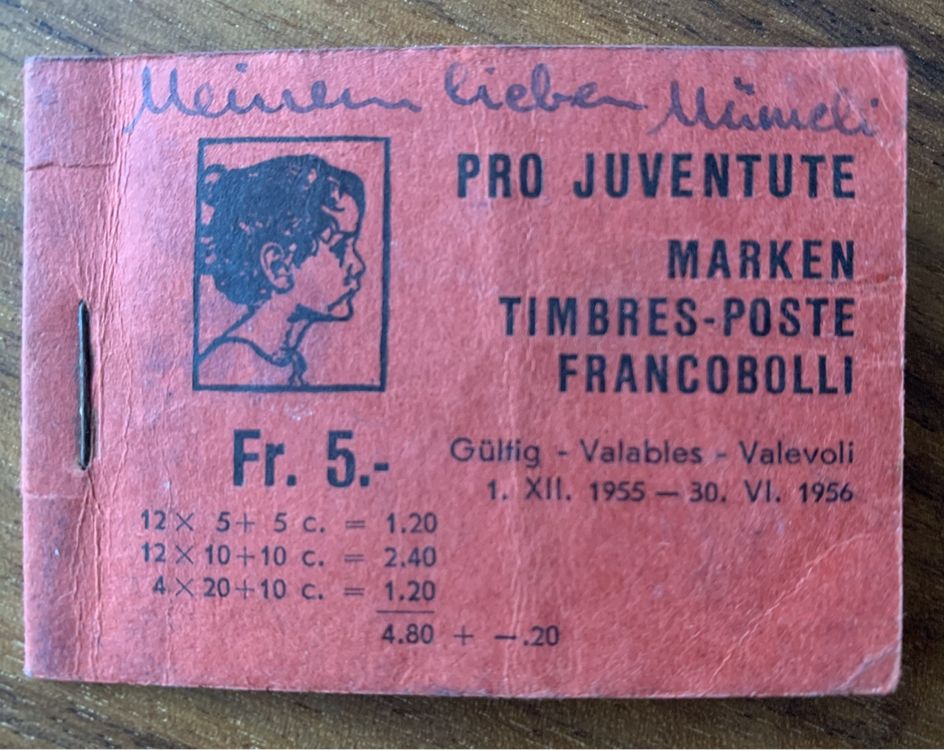 Meinem lieben Mümeli
PRO JUVENTUTE
MARKEN
TIMBRES-POSTE
FRANCOBOLLI
Fr. 5.-
Gültig - Valables - Valevoli
1. XII. 1955 — 30. VI. 1956
12 × 5 + 5 c. = 1.20
12 × 10 + 10 c. = 2.40
4 × 20 + 10 c. = 1.20
4.80 + —.20